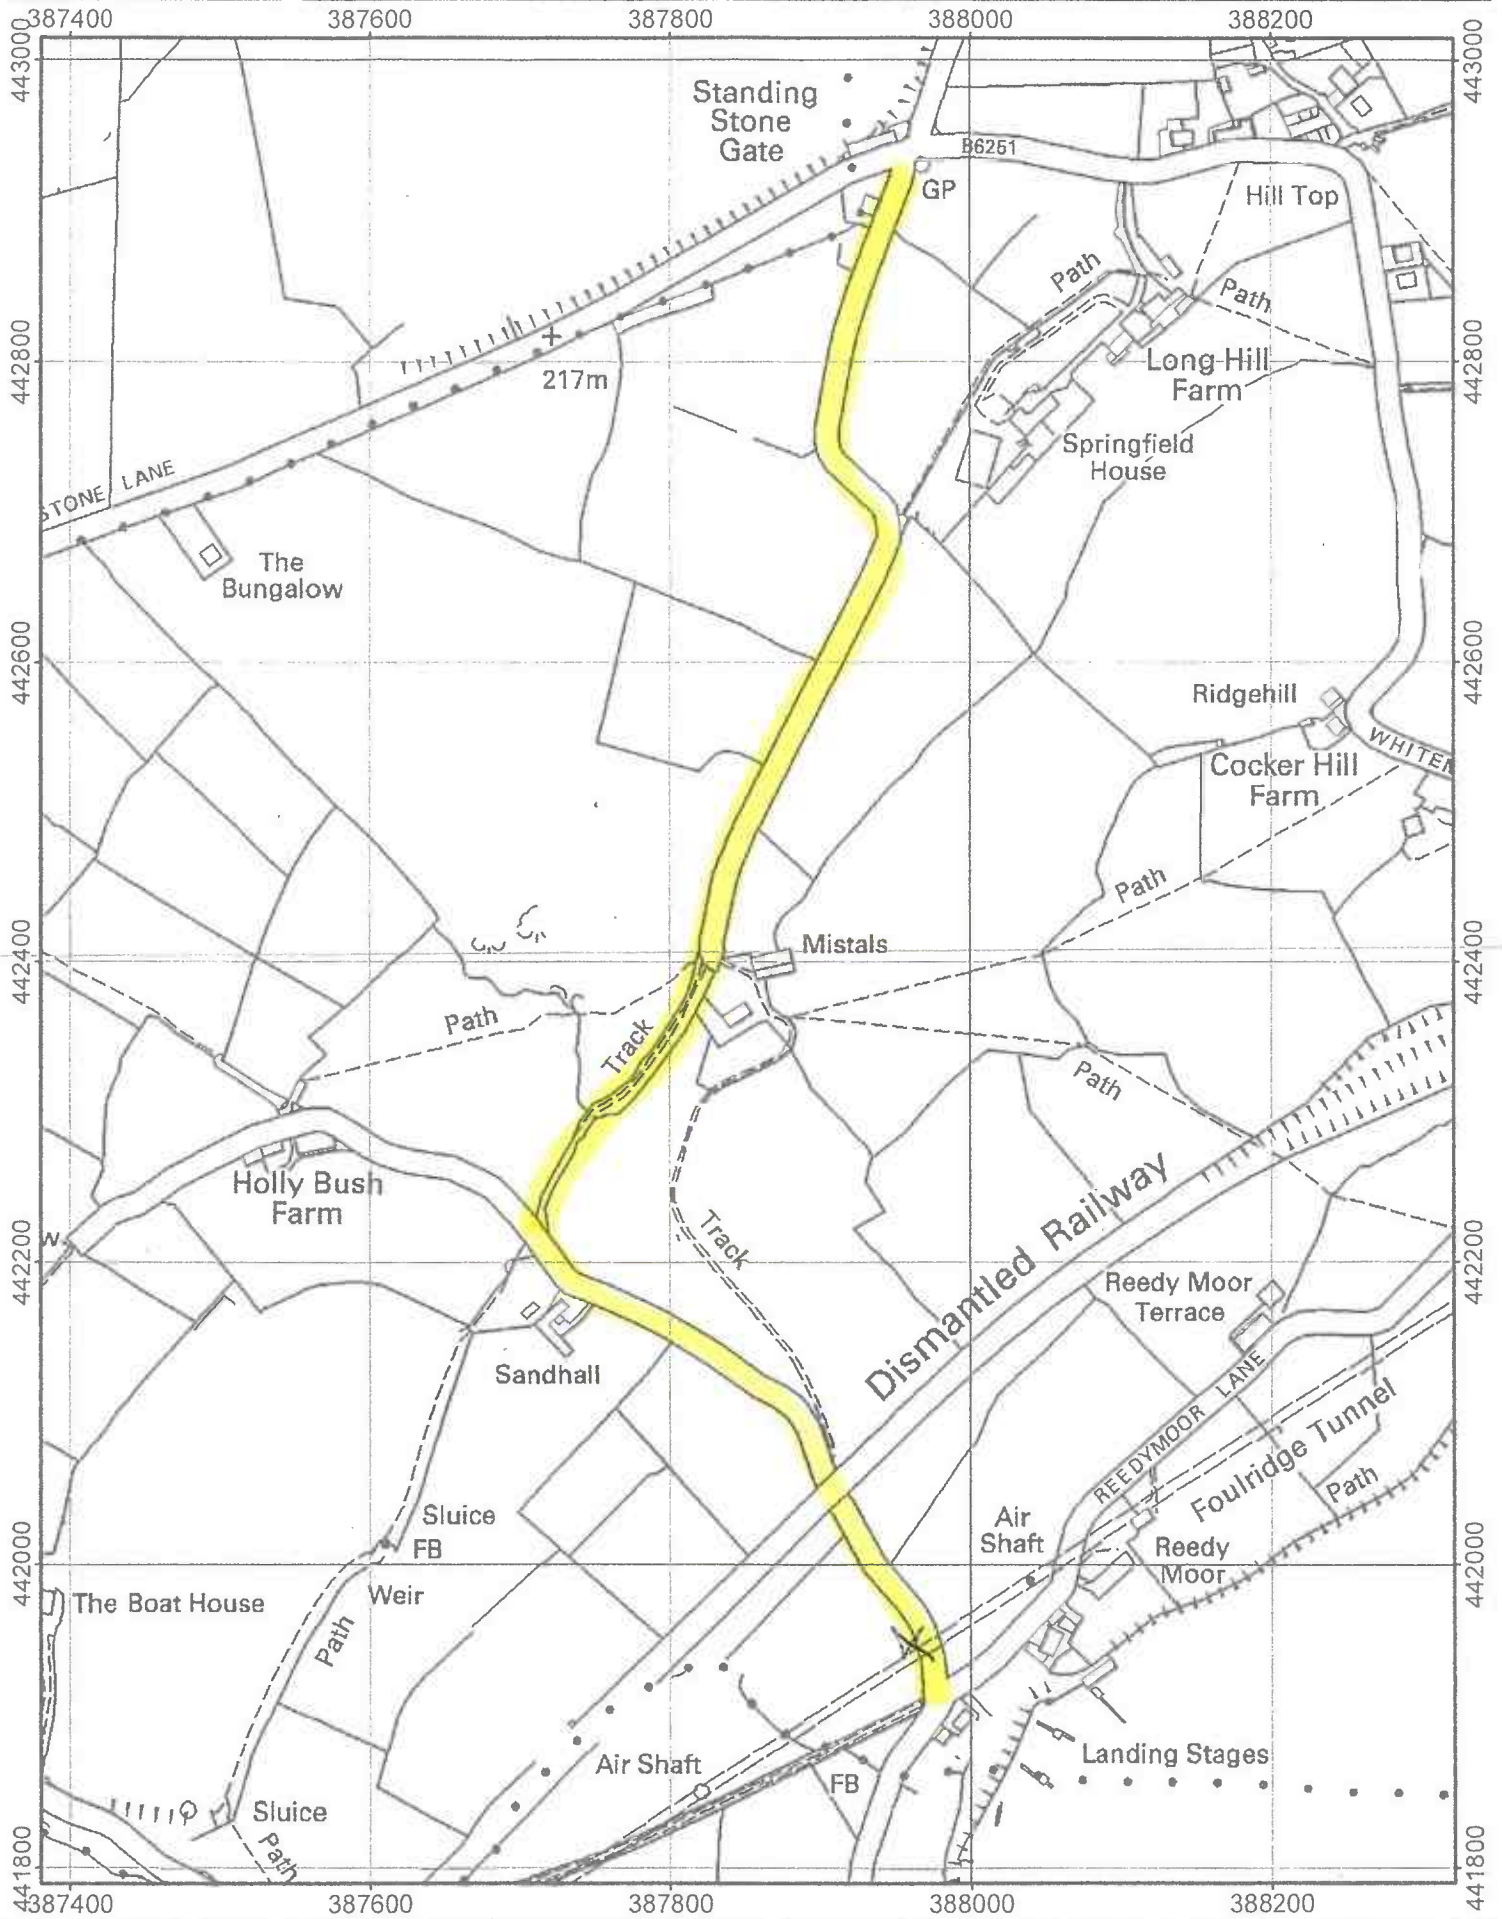 387400 387600 387800 388000 388200
443000
443000
Standing
Stone
Gate
B6251
GP
Hill Top
Path
Path
442800
442800
217m
Long Hill
Farm
Springfield
House
STONE LANE
The
Bungalow
442600
442600
Ridgehill
WHITEM
Cocker Hill
Farm
Path
Mistals
442400
442400
Path
Track
Path
Holly Bush
Farm
Track
Dismantled Railway
W
442200
442200
Reedy Moor
Terrace
Sandhall
REEDYMOOR LANE
Foulridge Tunnel
Path
Sluice
FB
Air
Shaft
Reedy
Moor
442000
442000
The Boat House
Weir
Path
Air Shaft
FB
Landing Stages
Sluice
Path
441800
441800
387400 387600 387800 388000 388200